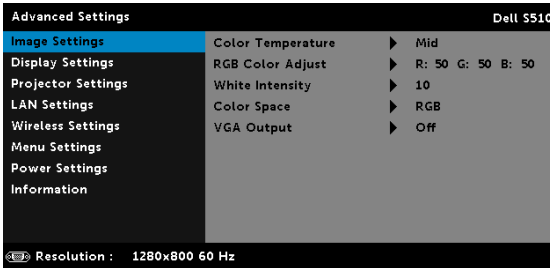 Advanced Settings Dell S510
Image Settings Color Temperature Mid
Display Settings RGB Color Adjust R: 50 G: 50 B: 50
Projector Settings White Intensity 10
LAN Settings Color Space RGB
Wireless Settings VGA Output Off
Menu Settings
Power Settings
Information
Resolution : 1280x800 60 Hz